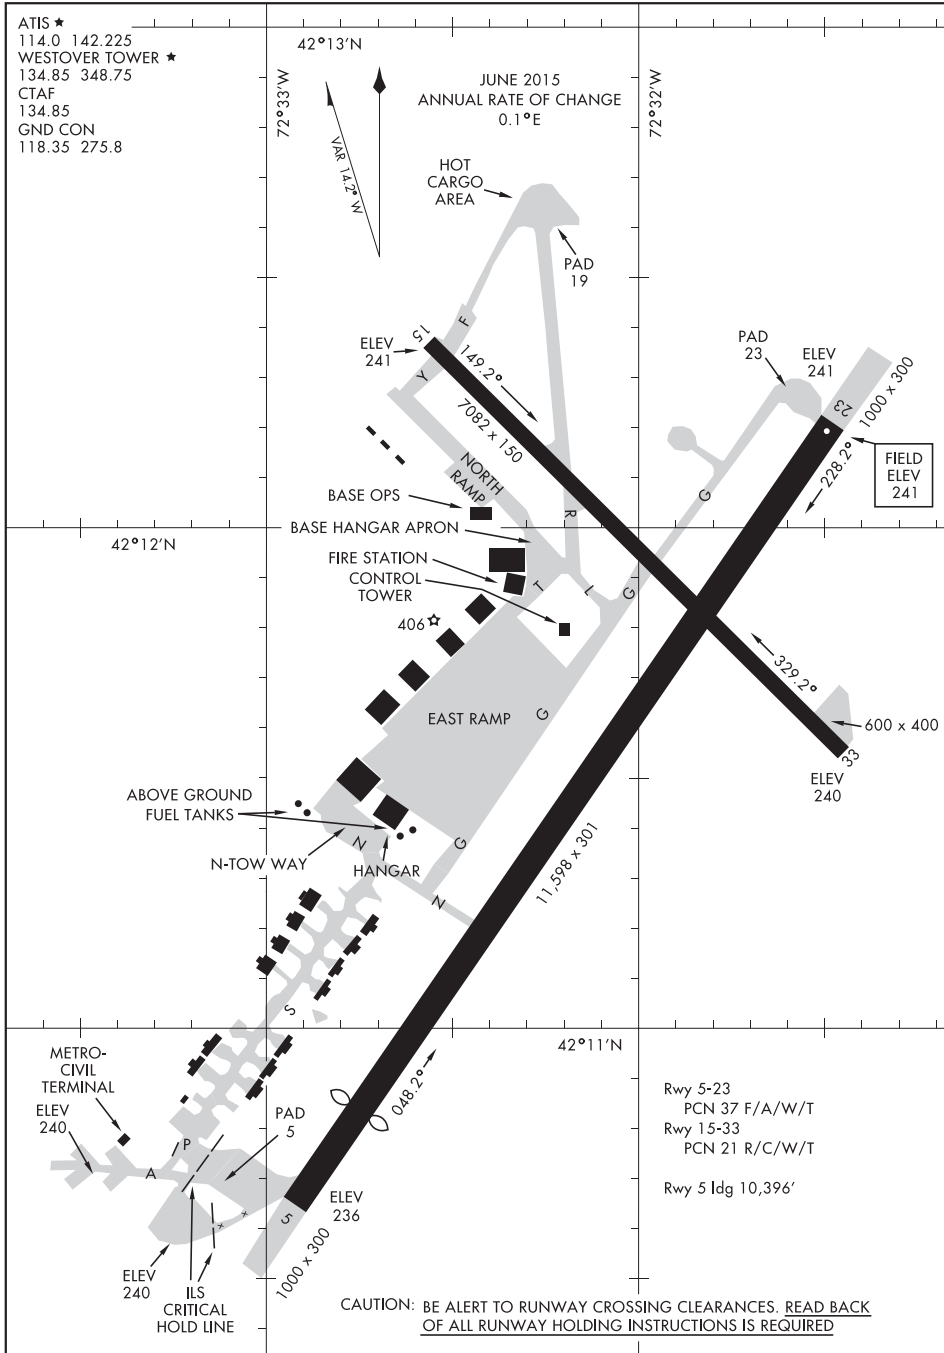 ATIS ★
114.0 142.225
WESTOVER TOWER ★
134.85 348.75
CTAF
134.85
GND CON
118.35 275.8
42°13'N
72°33'W
72°32'W
JUNE 2015
ANNUAL RATE OF CHANGE
0.1°E
VAR 14.2° W
HOT
CARGO
AREA
PAD
19
F
15
ELEV
241
Y
149.2°
7082 x 150
PAD
23
ELEV
241
23
1000 x 300
228.2°
FIELD
ELEV
241
NORTH
RAMP
BASE OPS
BASE HANGAR APRON
R
G
42°12'N
FIRE STATION
CONTROL
TOWER
T
L
G
406
329.2°
EAST RAMP
G
600 x 400
33
ELEV
240
ABOVE GROUND
FUEL TANKS
N
G
N-TOW WAY
HANGAR
N
11,598 x 301
S
42°11'N
METRO-
CIVIL
TERMINAL
048.2°
ELEV
240
PAD
5
P
A
Rwy 5-23
PCN 37 F/A/W/T
Rwy 15-33
PCN 21 R/C/W/T
Rwy 5 ldg 10,396'
ELEV
236
5
1000 x 300
ELEV
240
ILS
CRITICAL
HOLD LINE
CAUTION: BE ALERT TO RUNWAY CROSSING CLEARANCES. READ BACK
OF ALL RUNWAY HOLDING INSTRUCTIONS IS REQUIRED